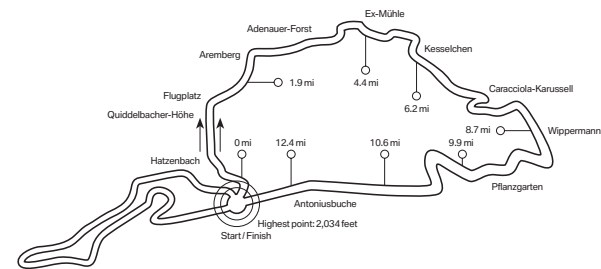 Ex-Mühle
Adenauer-Forst
Kesselchen
Aremberg
1.9 mi
4.4 mi
Caracciola-Karussell
Flugplatz
6.2 mi
Quiddelbacher-Höhe
8.7 mi
Wippermann
0 mi
12.4 mi
10.6 mi
9.9 mi
Hatzenbach
Pflanzgarten
Antoniusbuche
Highest point: 2,034 feet
Start / Finish